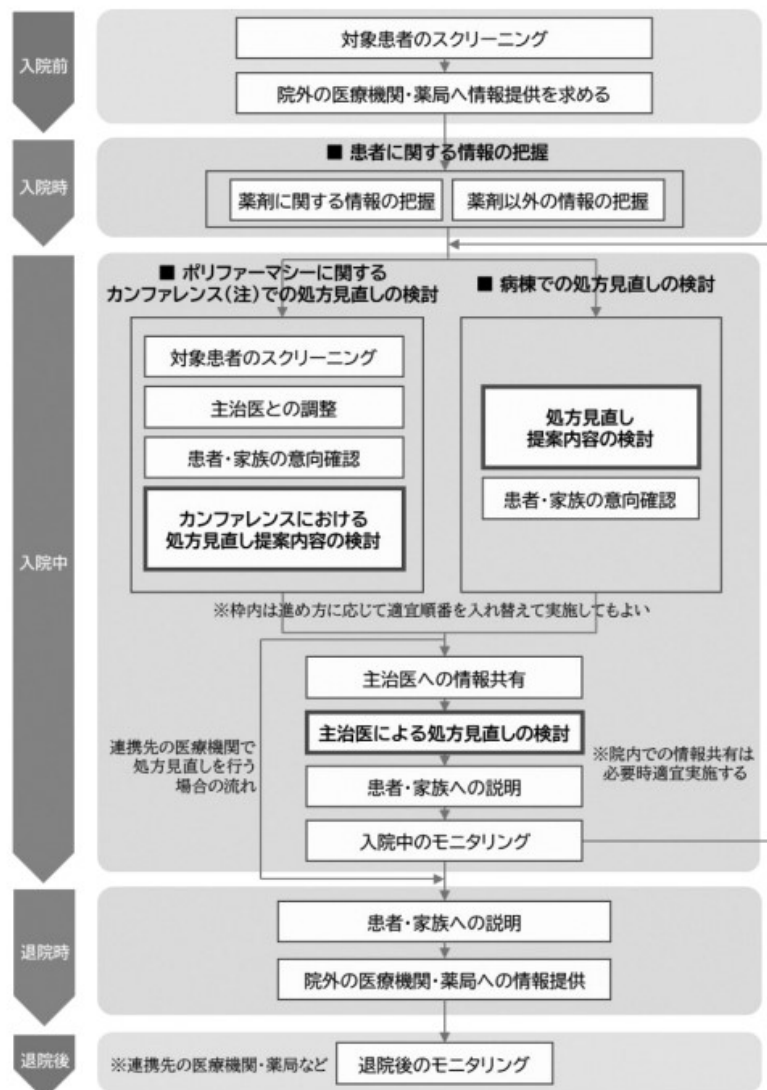 入院前
対象患者のスクリーニング
院外の医療機関・薬局へ情報提供を求める
入院時
■ 患者に関する情報の把握
薬剤に関する情報の把握
薬剤以外の情報の把握
入院中
■ ポリファーマシーに関する
カンファレンス(注)での処方見直しの検討
対象患者のスクリーニング
主治医との調整
患者・家族の意向確認
カンファレンスにおける
処方見直し提案内容の検討
■ 病棟での処方見直しの検討
処方見直し
提案内容の検討
患者・家族の意向確認
※枠内は進め方に応じて適宜順番を入れ替えて実施してもよい
主治医への情報共有
主治医による処方見直しの検討
患者・家族への説明
入院中のモニタリング
連携先の医療機関で
処方見直しを行う
場合の流れ
※院内での情報共有は
必要時適宜実施する
退院時
患者・家族への説明
院外の医療機関・薬局への情報提供
退院後
※連携先の医療機関・薬局など
退院後のモニタリング